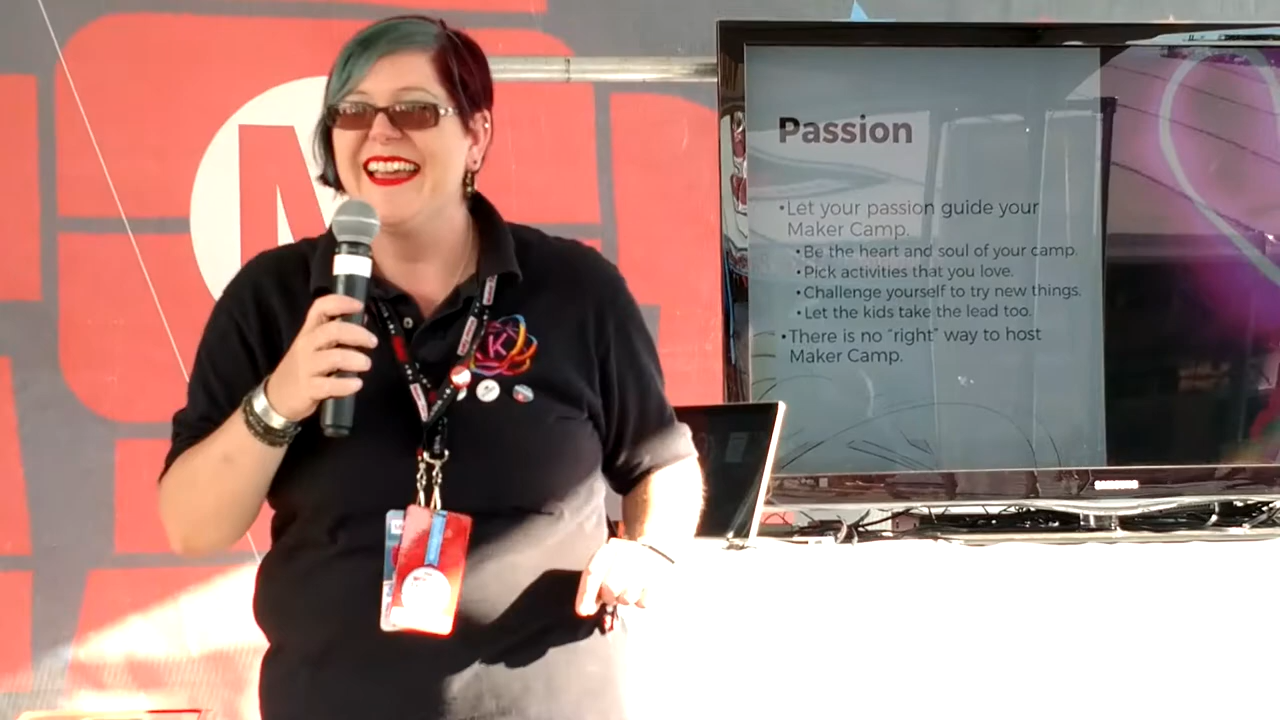 M
Passion
•Let your passion guide your
Maker Camp.
•Be the heart and soul of your camp.
•Pick activities that you love.
•Challenge yourself to try new things.
•Let the kids take the lead too.
•There is no "right" way to host
Maker Camp.
K
SAMSUNG